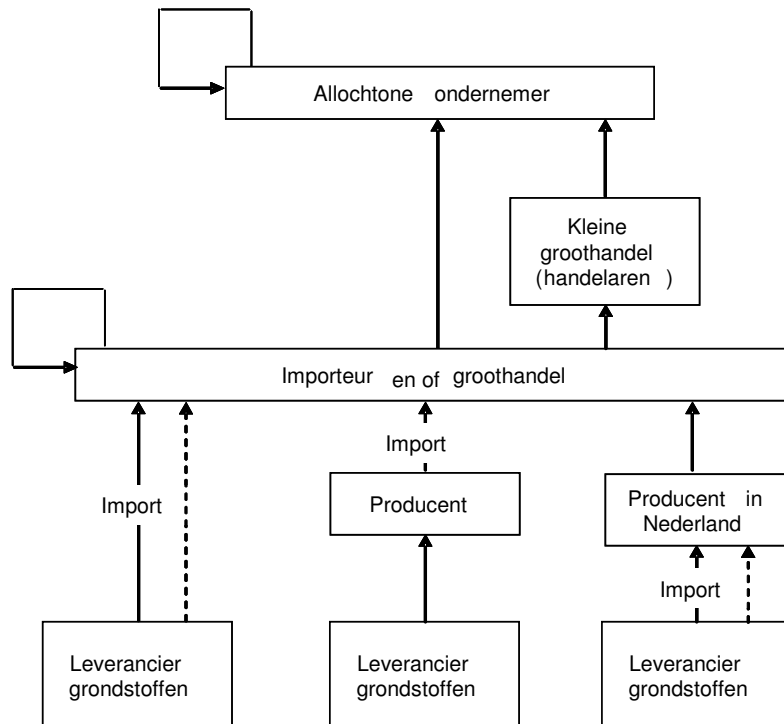 Allochtone ondernemer
Kleine
groothandel
(handelaren )
Importeur en of groothandel
Import
Import
Producent
Producent in
Nederland
Import
Leverancier
grondstoffen
Leverancier
grondstoffen
Leverancier
grondstoffen